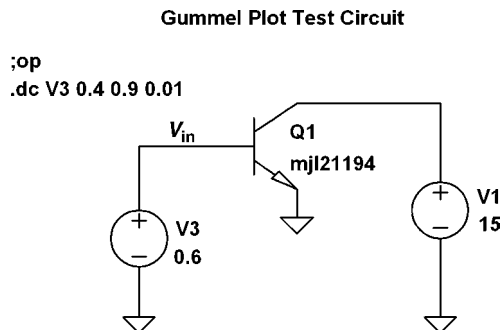 Gummel Plot Test Circuit
;op
.dc V3 0.4 0.9 0.01
Vin
Q1
mjl21194
V3
0.6
V1
15